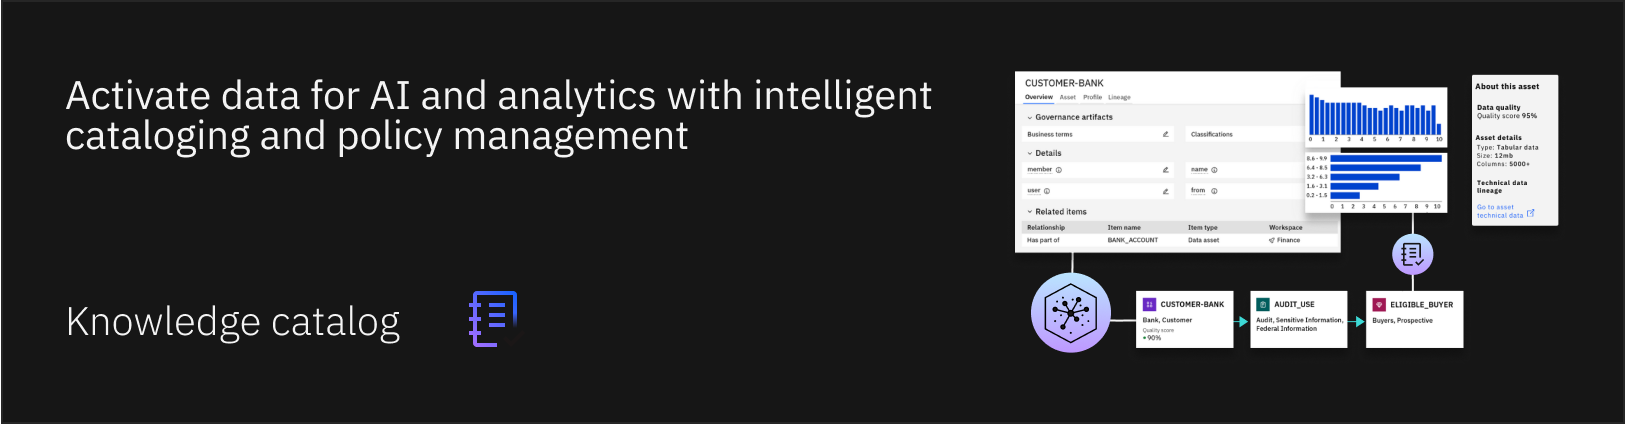 Activate data for AI and analytics with intelligent
cataloging and policy management
Knowledge catalog
CUSTOMER-BANK
Overview Asset Profile Lineage
Governance artifacts
Business terms
Classifications
Details
member
name
user
from
Related items
Relationship Item name Item type Workspace
Has part of BANK_ACCOUNT Data asset Finance
0 1 2 3 4 5 6 7 8 9 10
8.6 - 9.9
6.4 - 8.5
3.2 - 6.3
1.6 - 3.1
0.2 - 1.5
0 1 2 3 4 5 6 7 8 9 10
About this asset
Data quality
Quality score 95%
Asset details
Type: Tabular data
Size: 12mb
Columns: 5000+
Technical data
lineage
Go to asset
technical data
CUSTOMER-BANK
Bank, Customer
Quality score
90%
AUDIT_USE
Audit, Sensitive Information,
Federal Information
ELIGIBLE_BUYER
Buyers, Prospective